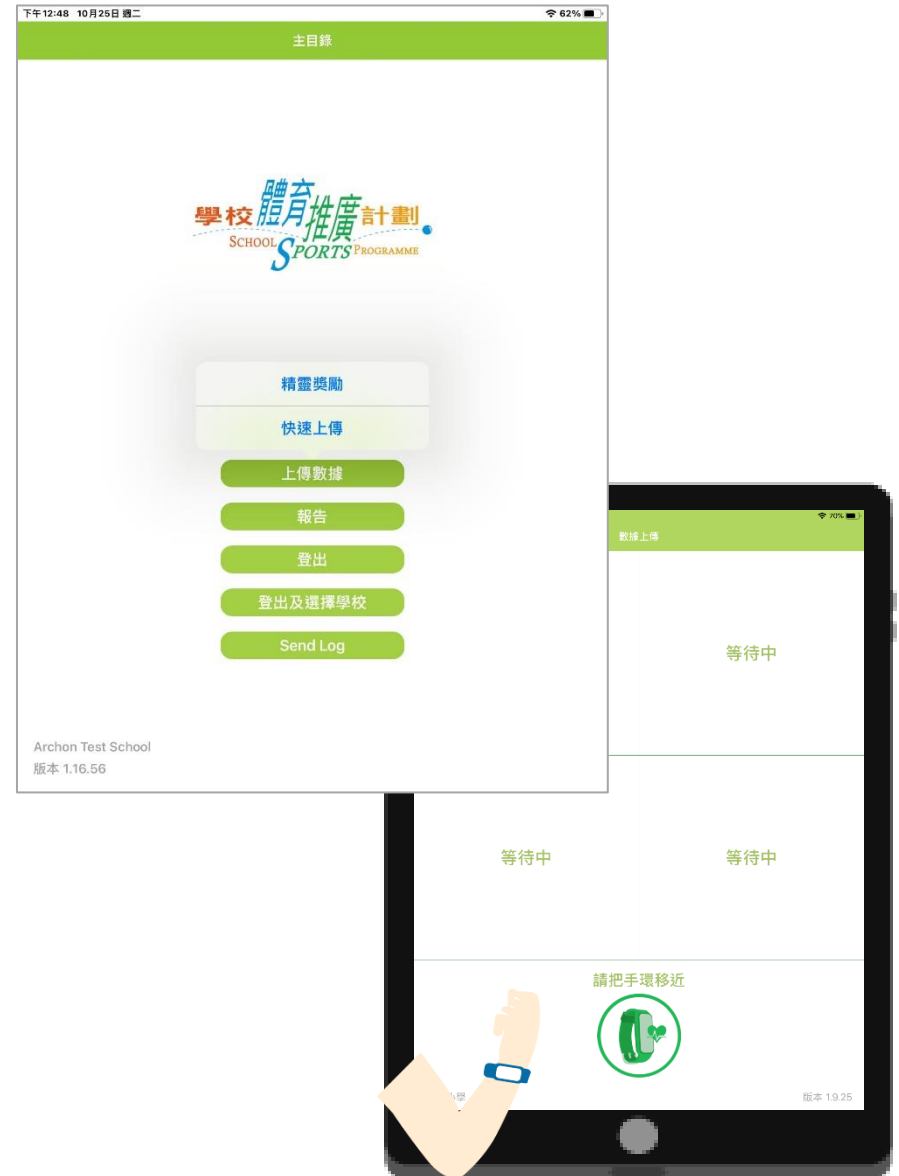 下午12:48 10月25日 週二 62%
主目錄
學校體育推廣計劃
SCHOOL SPORTS PROGRAMME
精靈獎勵
快速上傳
上傳數據
報告
登出
登出及選擇學校
Send Log
Archon Test School
版本 1.16.56
70%
數據上傳
等待中
等待中 等待中
請把手環移近
版本 1.9.25